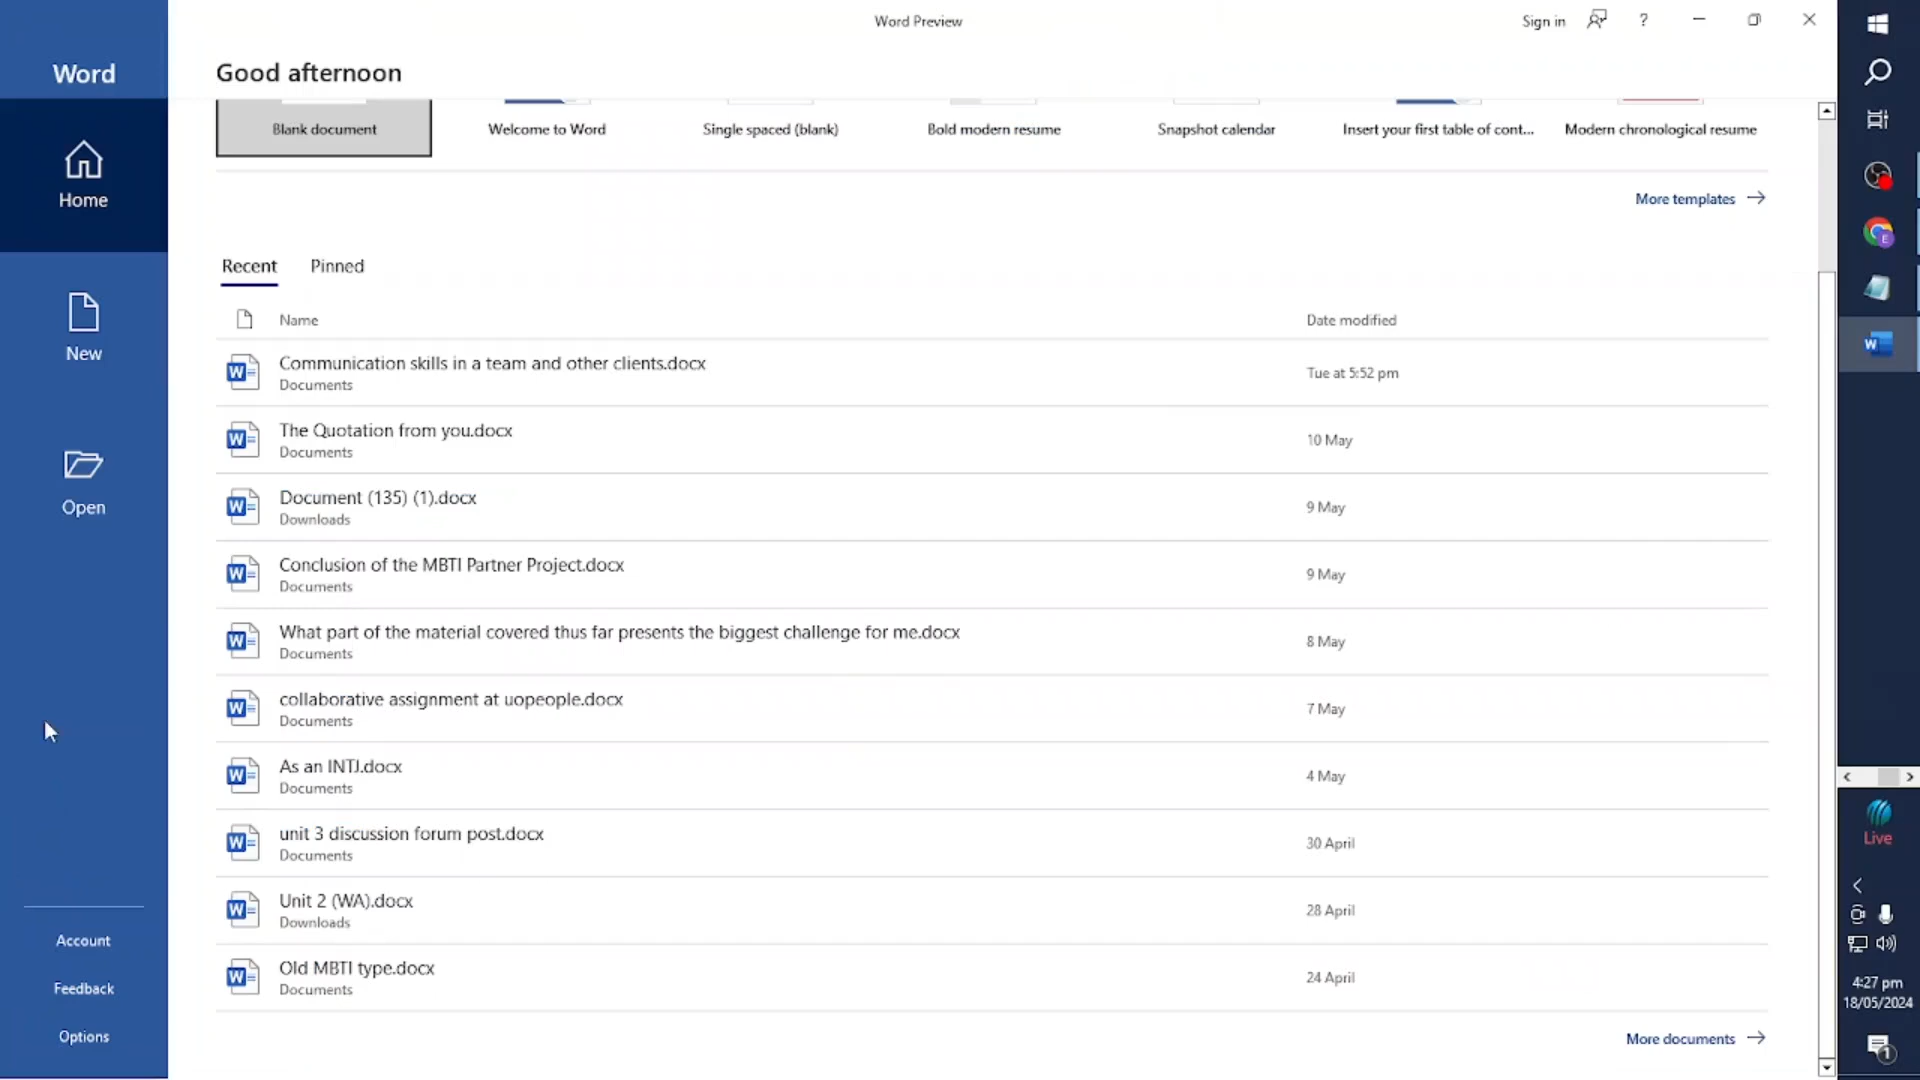 Word Preview
Sign in
?
Word
Good afternoon
Blank document
Welcome to Word
Single spaced (blank)
Bold modern resume
Snapshot calendar
Insert your first table of cont...
Modern chronological resume
Home
More templates
Recent
Pinned
Name
Date modified
New
Communication skills in a team and other clients.docx
Documents
Tue at 5:52 pm
The Quotation from you.docx
Documents
10 May
Open
Document (135) (1).docx
Downloads
9 May
Conclusion of the MBTI Partner Project.docx
Documents
9 May
What part of the material covered thus far presents the biggest challenge for me.docx
Documents
8 May
collaborative assignment at uopeople.docx
Documents
7 May
As an INTJ.docx
Documents
4 May
unit 3 discussion forum post.docx
Documents
30 April
Unit 2 (WA).docx
Downloads
28 April
Old MBTI type.docx
Documents
24 April
More documents
Account
Feedback
Options
E
W
Live
4:27 pm
18/05/2024
1